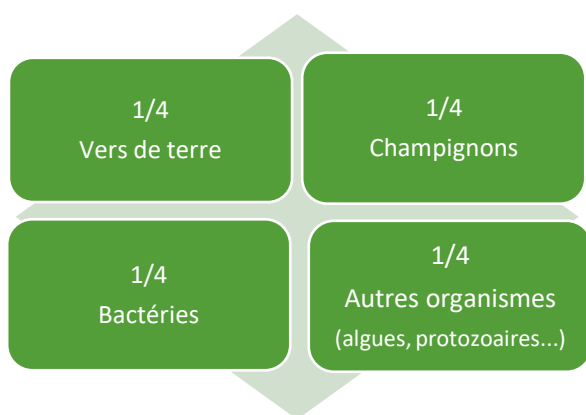 1/4
Vers de terre
1/4
Champignons
1/4
Bactéries
1/4
Autres organismes
(algues, protozoaires...)